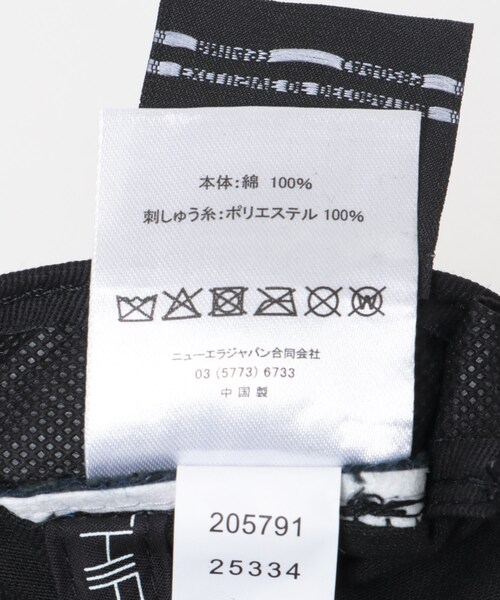 本体:綿 100%
刺しゅう糸:ポリエステル 100%
ニューエラジャパン合同会社
03 (5773) 6733
中国製
205791
25334